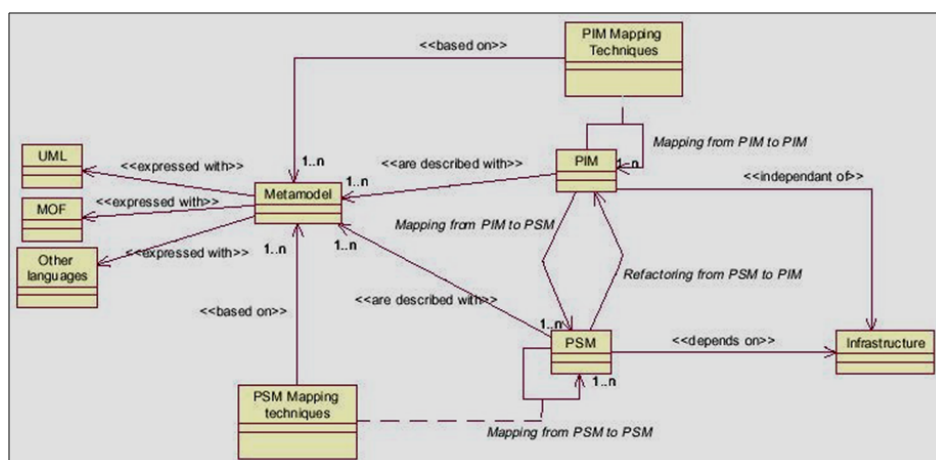 PIM Mapping
Techniques
<<based on>>
Mapping from PIM to PIM
UML
<<expressed with>>
1..n
<<are described with>>
PIM
1..n
<<independant of>>
1..n
Metamodel
MOF
<<expressed with>>
Mapping from PIM to PSM
Other
languages
<<expressed with>>
1..n
1..n
Refactoring from PSM to PIM
<<based on>>
<<are described with>>
1..n
PSM
<<depends on>>
Infrastructure
1..n
PSM Mapping
techniques
Mapping from PSM to PSM